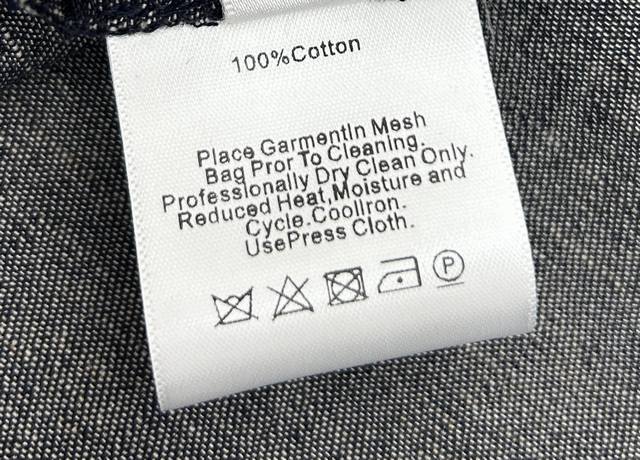 100%Cotton
Place GarmentIn Mesh
Bag Pror To Cleaning.
Professionally Dry Clean Only.
Reduced Heat,Moisture and
Cycle.CoolIron.
UsePress Cloth.
P